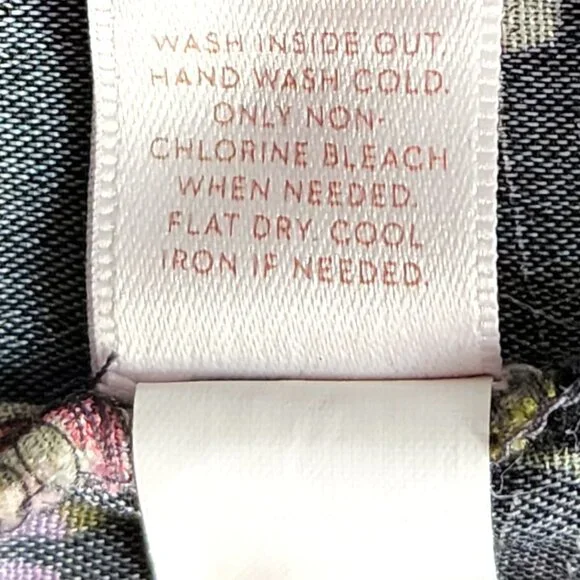 WASH INSIDE OUT.
HAND WASH COLD.
ONLY NON-
CHLORINE BLEACH
WHEN NEEDED.
FLAT DRY. COOL
IRON IF NEEDED.